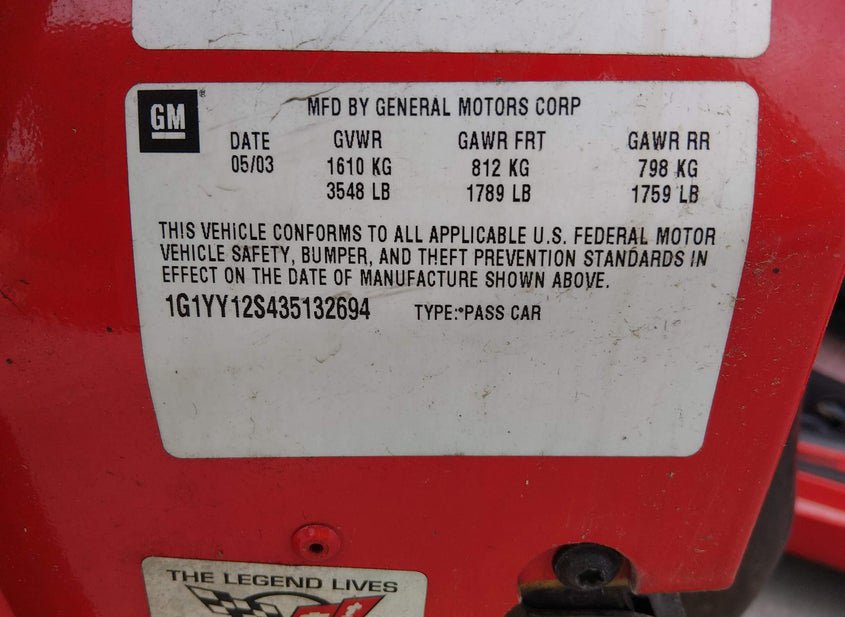 GM
MFD BY GENERAL MOTORS CORP
DATE GVWR GAWR FRT GAWR RR
05/03 1610 KG 812 KG 798 KG
3548 LB 1789 LB 1759 LB
THIS VEHICLE CONFORMS TO ALL APPLICABLE U.S. FEDERAL MOTOR
VEHICLE SAFETY, BUMPER, AND THEFT PREVENTION STANDARDS IN
EFFECT ON THE DATE OF MANUFACTURE SHOWN ABOVE.
1G1YY12S435132694 TYPE: PASS CAR
THE LEGEND LIVES